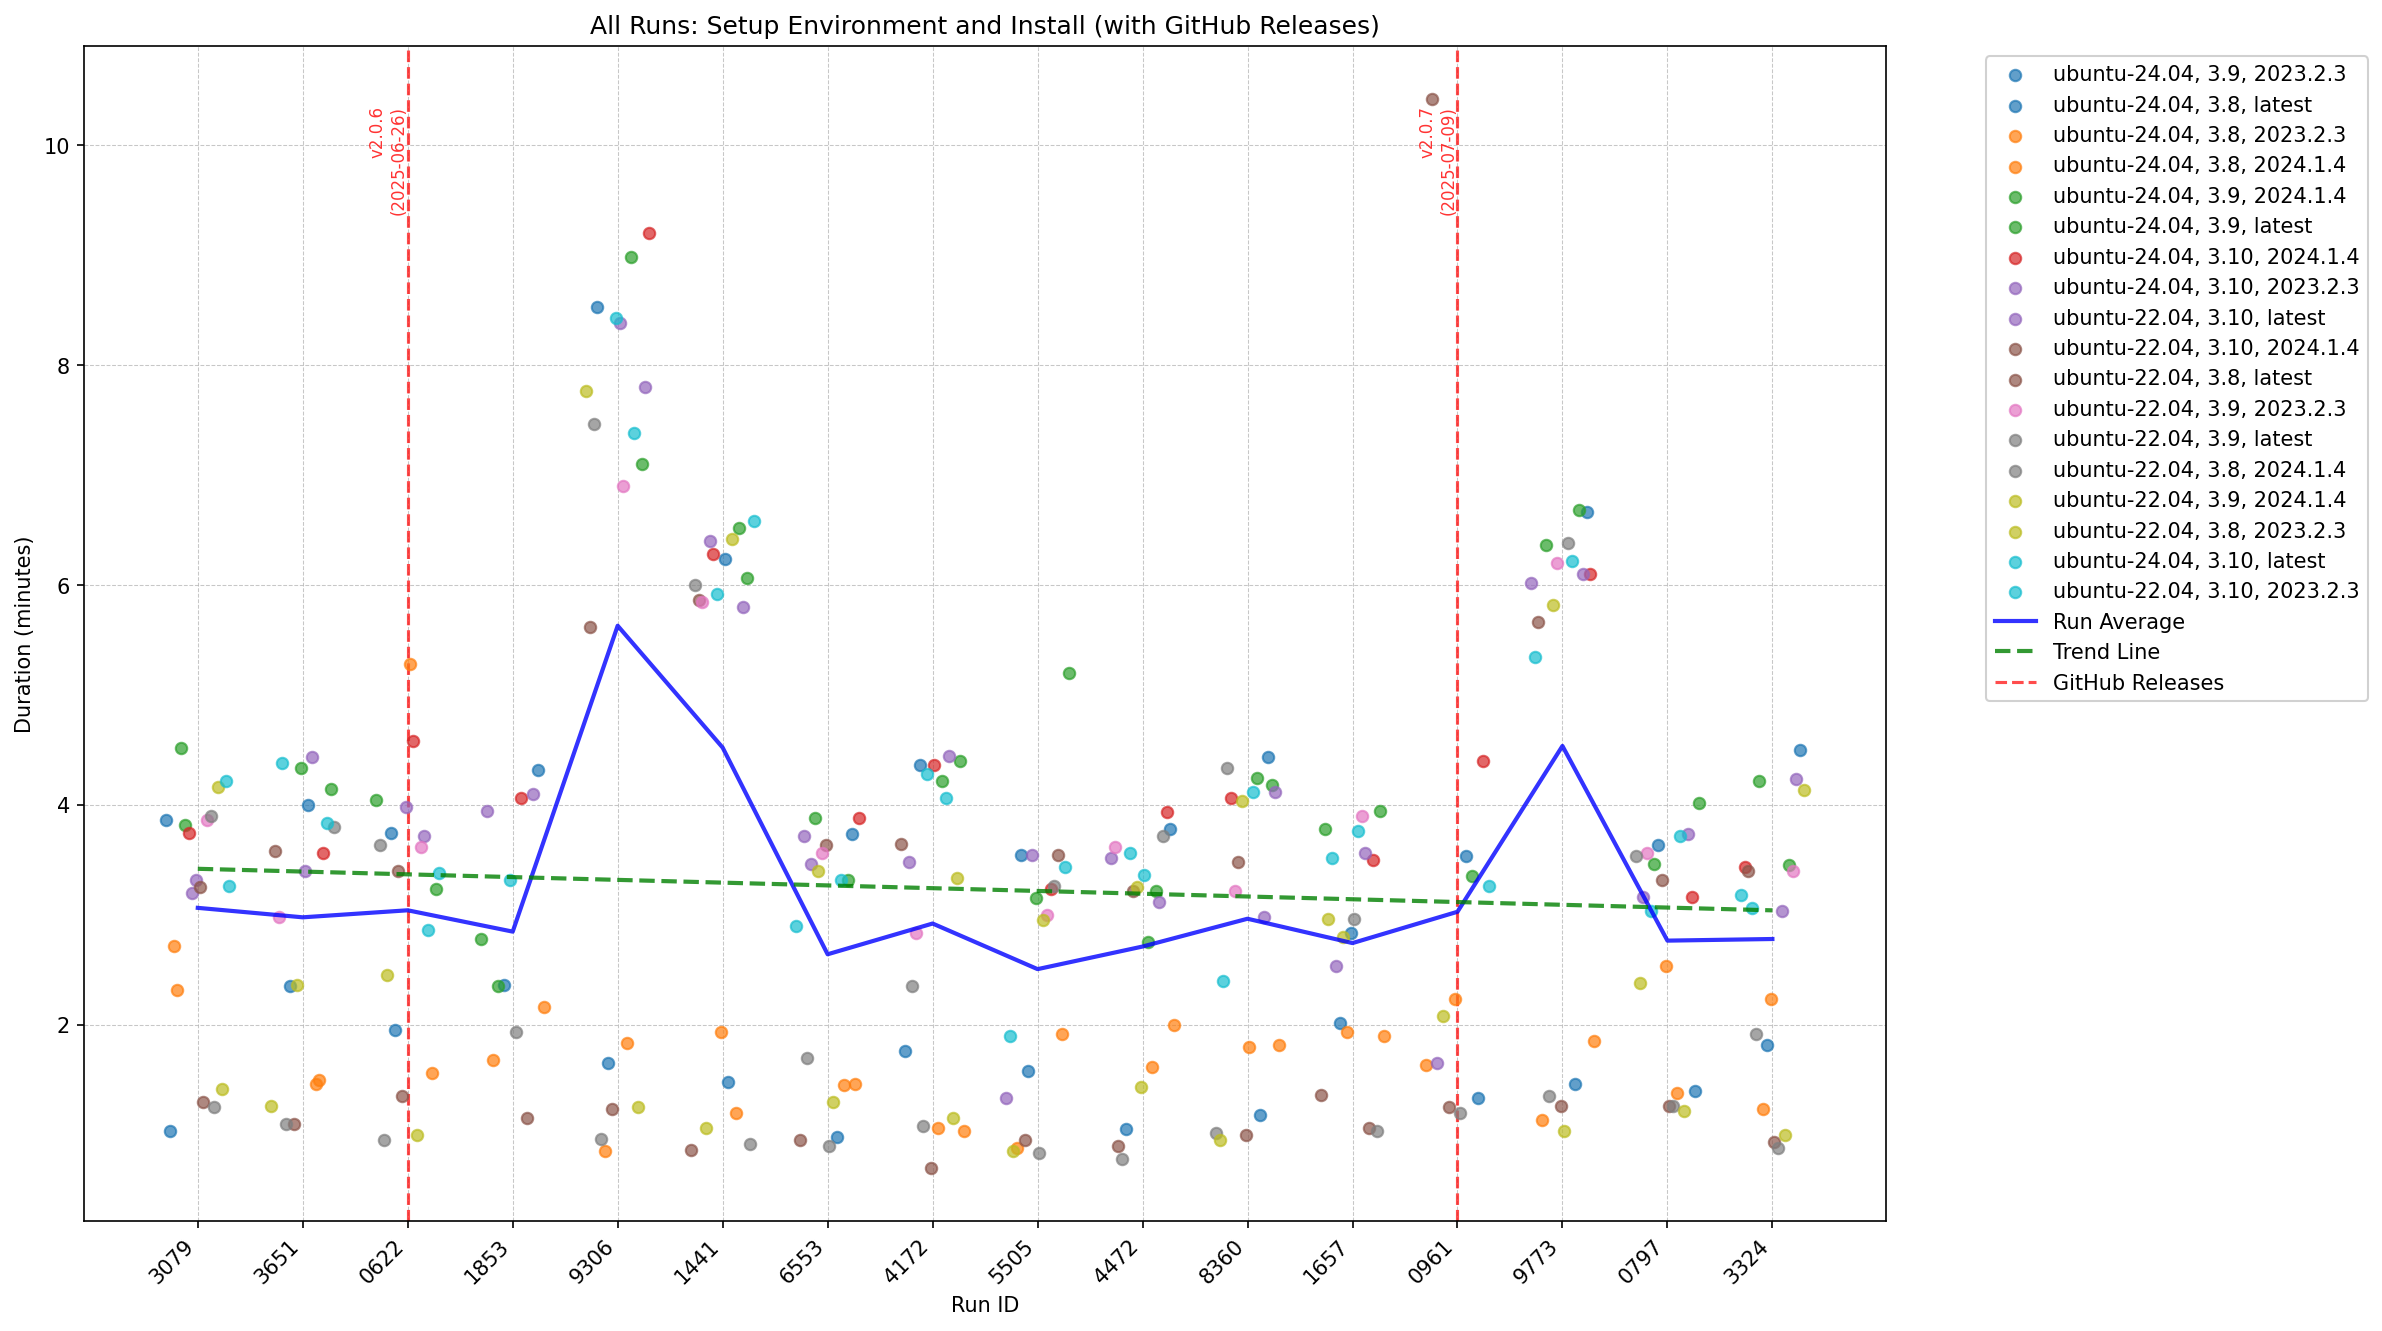 All Runs: Setup Environment and Install (with GitHub Releases)
Duration (minutes)
10
8
6
4
2
v2.0.6
(2025-06-26)
v2.0.7
(2025-07-09)
3079
3651
0622
1853
9306
1441
6553
4172
5505
4472
8360
1657
0961
9773
0797
3324
Run ID
ubuntu-24.04, 3.9, 2023.2.3
ubuntu-24.04, 3.8, latest
ubuntu-24.04, 3.8, 2023.2.3
ubuntu-24.04, 3.8, 2024.1.4
ubuntu-24.04, 3.9, 2024.1.4
ubuntu-24.04, 3.9, latest
ubuntu-24.04, 3.10, 2024.1.4
ubuntu-24.04, 3.10, 2023.2.3
ubuntu-22.04, 3.10, latest
ubuntu-22.04, 3.10, 2024.1.4
ubuntu-22.04, 3.8, latest
ubuntu-22.04, 3.9, 2023.2.3
ubuntu-22.04, 3.9, latest
ubuntu-22.04, 3.8, 2024.1.4
ubuntu-22.04, 3.9, 2024.1.4
ubuntu-22.04, 3.8, 2023.2.3
ubuntu-24.04, 3.10, latest
ubuntu-22.04, 3.10, 2023.2.3
Run Average
Trend Line
GitHub Releases